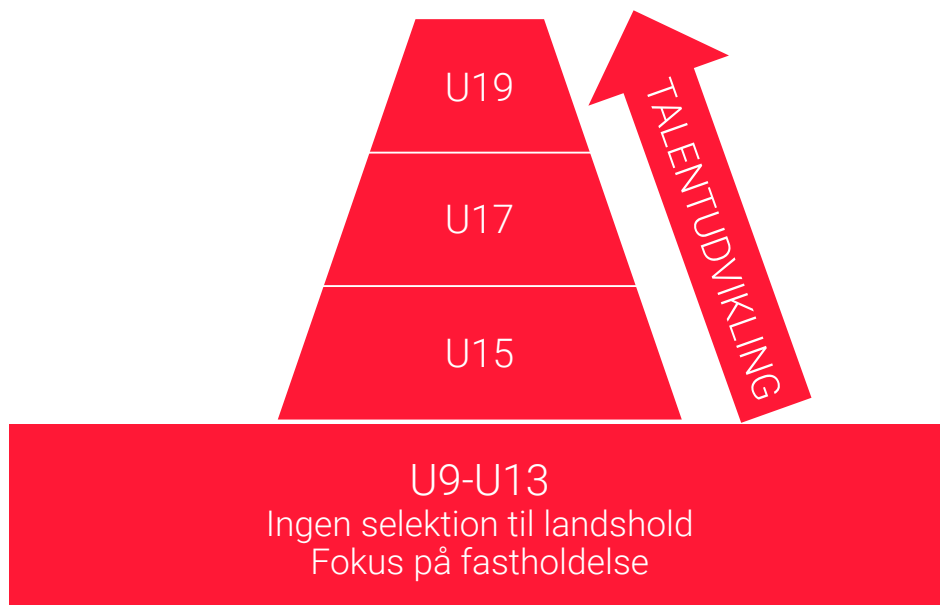 U19
U17
U15
TALENTUDVIKLING
U9-U13
Ingen selektion til landshold
Fokus på fastholdelse